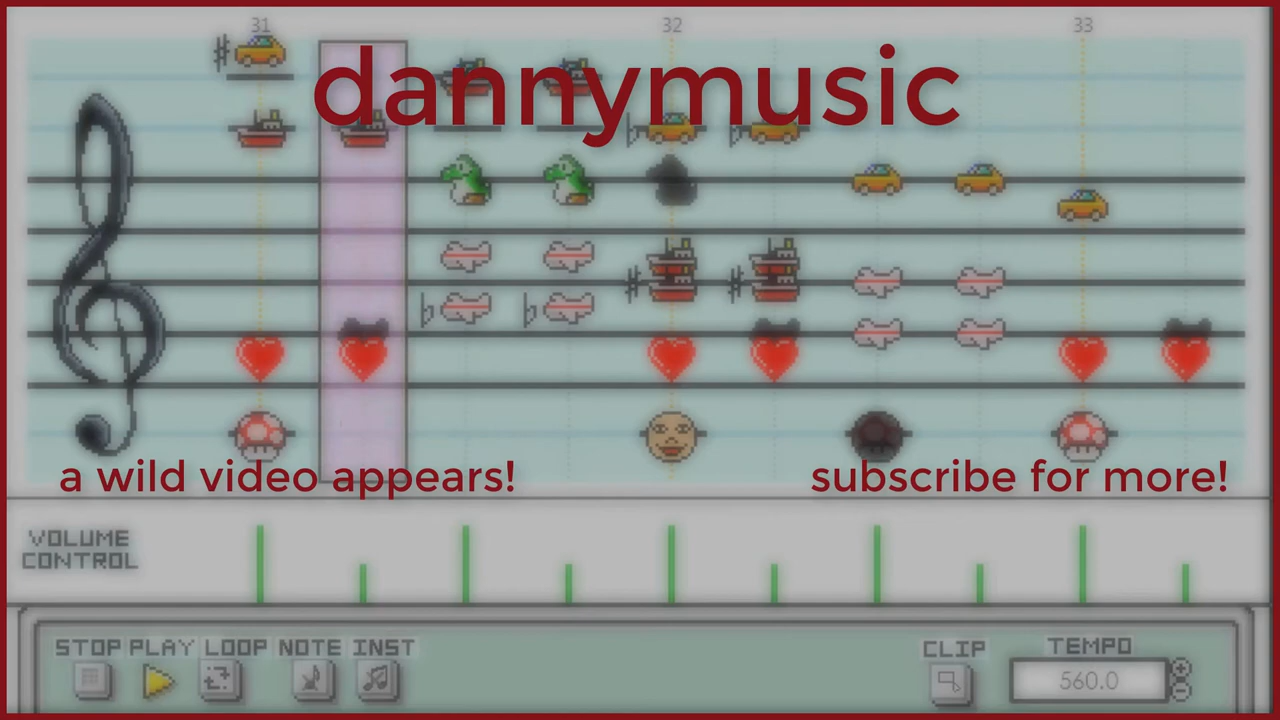 31 32 33
dannymusic
a wild video appears! subscribe for more!
VOLUME
CONTROL
STOP PLAY LOOP NOTE INST CLIP TEMPO
560.0